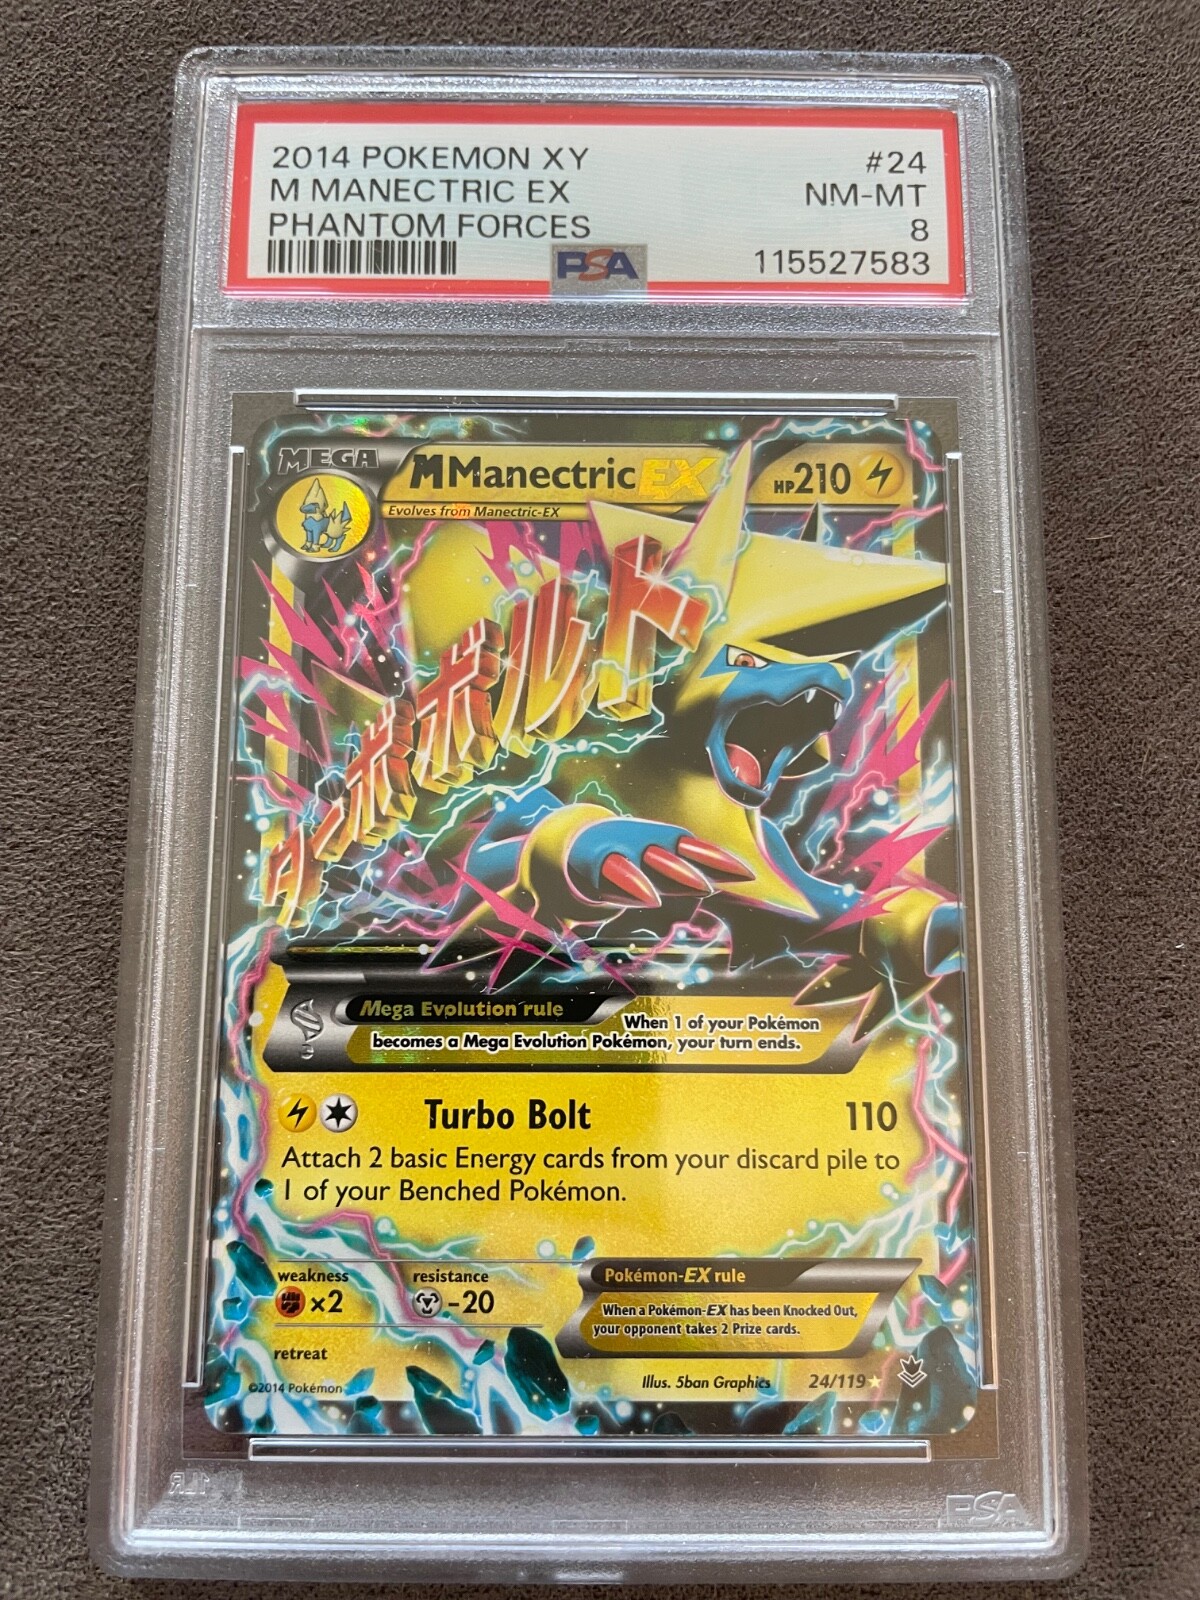 2014 POKEMON XY #24
M MANECTRIC EX NM-MT
PHANTOM FORCES 8
PSA 115527583
MEGA M Manectric EX HP210
Evolves from Manectric-EX
ターボボルト
Mega Evolution rule
When 1 of your Pokémon
becomes a Mega Evolution Pokémon, your turn ends.
Turbo Bolt 110
Attach 2 basic Energy cards from your discard pile to
1 of your Benched Pokémon.
weakness resistance
×2 -20
retreat
Pokémon-EX rule
When a Pokémon-EX has been Knocked Out,
your opponent takes 2 Prize cards.
©2014 Pokémon Illus. 5ban Graphics 24/119★
PSA